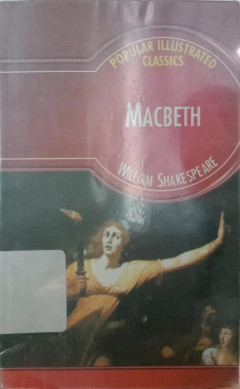 POPULAR ILLUSTRATED
CLASSICS
MACBETH
WILLIAM SHAKESPEARE